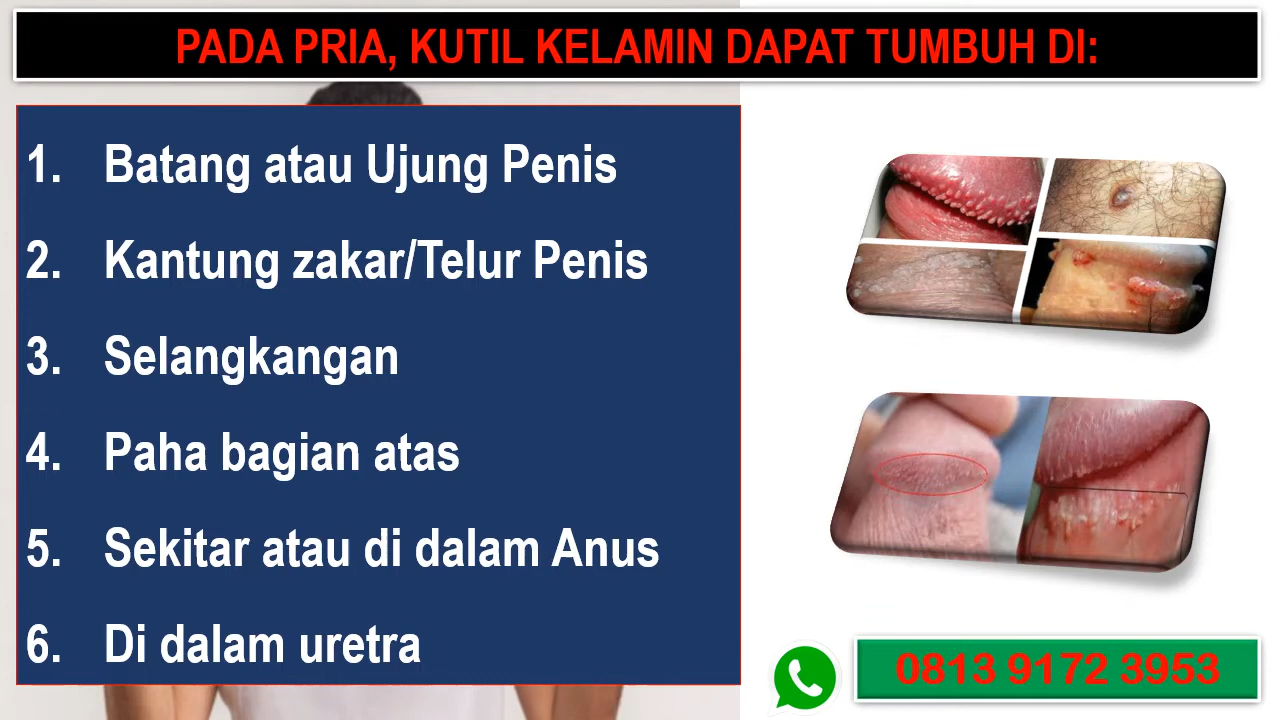 PADA PRIA, KUTIL KELAMIN DAPAT TUMBUH DI:
1. Batang atau Ujung Penis
2. Kantung zakar/Telur Penis
3. Selangkangan
4. Paha bagian atas
5. Sekitar atau di dalam Anus
6. Di dalam uretra
0813 9172 3953